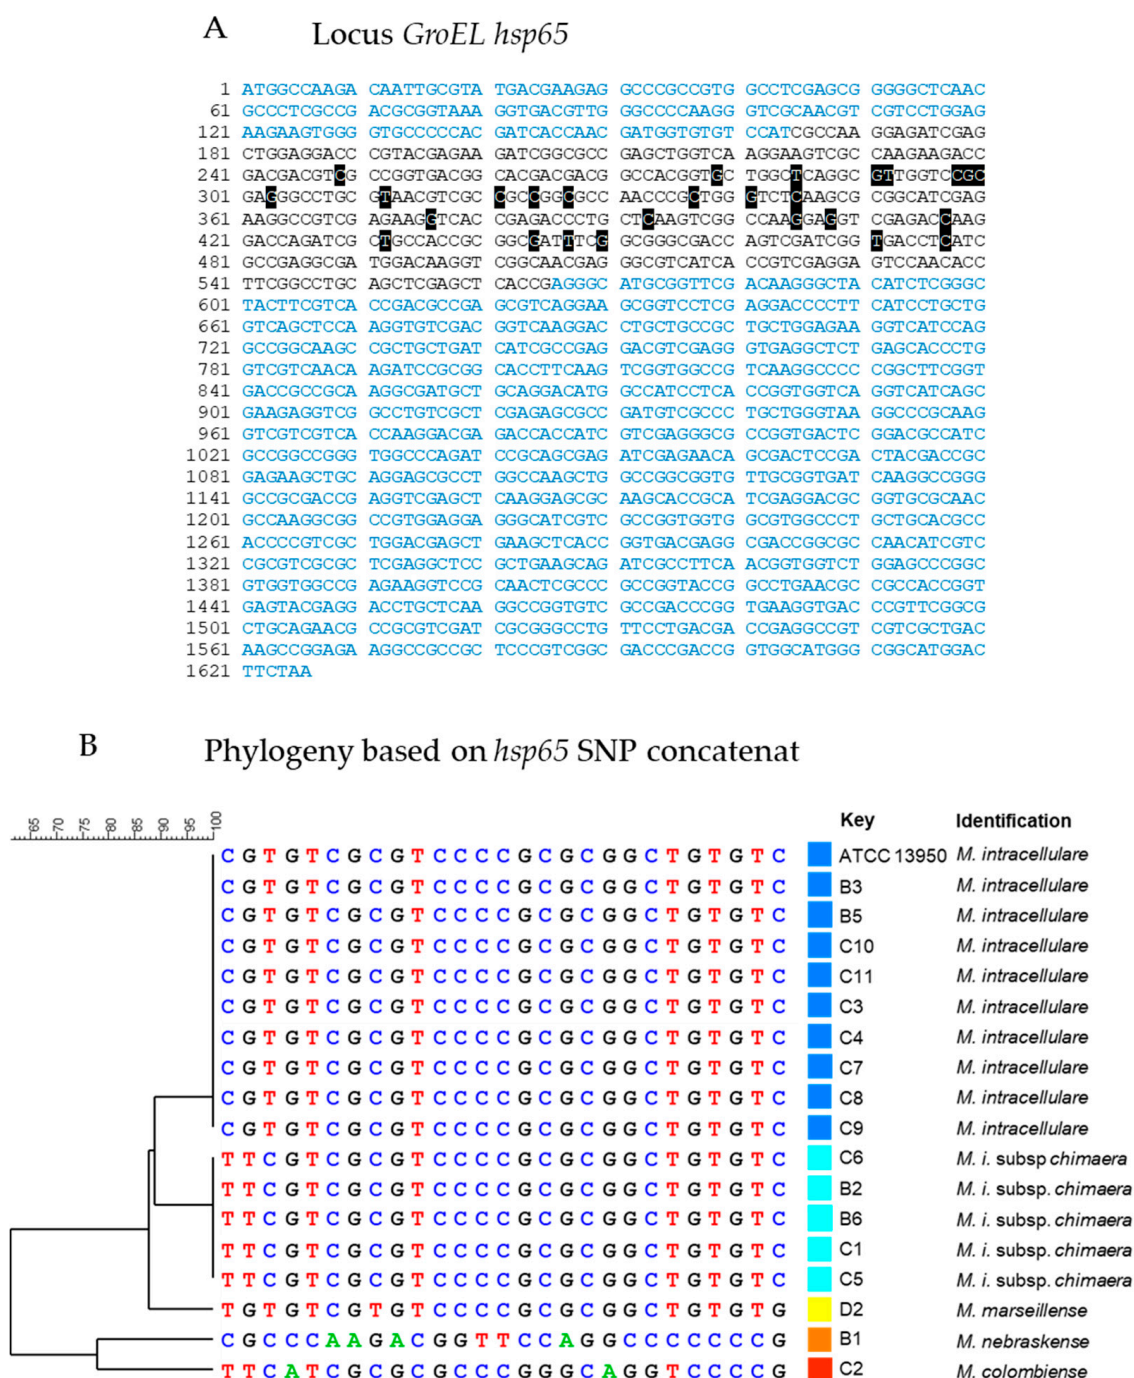 A
Locus GroEL hsp65
1 ATGGCCAAGA CAATTGCGTA TGACGAAGAG GCCCGCCGTG GCCTCGAGCG GGGGCTCAAC
61 GCCCTCGCCG ACGCGGTAAA GGTGACGTTG GGCCCCAAGG GTCGCAACGT CGTCCTGGAG
121 AAGAAGTGGG GTGCCCCCAC GATCACCAAC GATGGTGTGT CCATCGCCAA GGAGATCGAG
181 CTGGAGGACC CGTACGAGAA GATCGGCGCC GAGCTGGTCA AGGAAGTCGC CAAGAAGACC
241 GACGACGTCG CCGGTGACGG CACGACGACG GCCACGGTGC TGGCTCAGGC GTTGGTCCGC
301 GAGGGCCTGC GTAACGTCGC CGCCGGCGCC AACCCGCTGG GTCTCAAGCG CGGCATCGAG
361 AAGGCCGTCG AGAAGGTCAC CGAGACCCTG CTCAAGTCGG CCAAGGAGGT CGAGACCAAG
421 GACCAGATCG CTGCCACCGC GGCGATTTCG GCGGGCGACC AGTCGATCGG TGACCTCATC
481 GCCGAGGCGA TGGACAAGGT CGGCAACGAG GGCGTCATCA CCGTCGAGGA GTCCAACACC
541 TTCGGCCTGC AGCTCGAGCT CACCGAGGGC ATGCGGTTCG ACAAGGGCTA CATCTCGGGC
601 TACTTCGTCA CCGACGCCGA GCGTCAGGAA GCGGTCCTCG AGGACCCCTT CATCCTGCTG
661 GTCAGCTCCA AGGTGTCGAC GGTCAAGGAC CTGCTGCCGC TGCTGGAGAA GGTCATCCAG
721 GCCGGCAAGC CGCTGCTGAT CATCGCCGAG GACGTCGAGG GTGAGGCTCT GAGCACCCTG
781 GTCGTCAACA AGATCCGCGG CACCTTCAAG TCGGTGGCCG TCAAGGCCCC CGGCTTCGGT
841 GACCGCCGCA AGGCGATGCT GCAGGACATG GCCATCCTCA CCGGTGGTCA GGTCATCAGC
901 GAAGAGGTCG GCCTGTCGCT CGAGAGCGCC GATGTCGCCC TGCTGGGTAA GGCCCGCAAG
961 GTCGTCGTCA CCAAGGACGA GACCACCATC GTCGAGGGCG CCGGTGACTC GGACGCCATC
1021 GCCGGCCGGG TGGCCCAGAT CCGCAGCGAG ATCGAGAACA GCGACTCCGA CTACGACCGC
1081 GAGAAGCTGC AGGAGCGCCT GGCCAAGCTG GCCGGCGGTG TTGCGGTGAT CAAGGCCGGG
1141 GCCGCGACCG AGGTCGAGCT CAAGGAGCGC AAGCACCGCA TCGAGGACGC GGTGCGCAAC
1201 GCCAAGGCGG CCGTGGAGGA GGGCATCGTC GCCGGTGGTG GCGTGGCCCT GCTGCACGCC
1261 ACCCCGTCGC TGGACGAGCT GAAGCTCACC GGTGACGAGG CGACCGGCGC CAACATCGTC
1321 CGCGTCGCGC TCGAGGCTCC GCTGAAGCAG ATCGCCTTCA ACGGTGGTCT GGAGCCCGGC
1381 GTGGTGGCCG AGAAGGTCCG CAACTCGCCC GCCGGTACCG GCCTGAACGC CGCCACCGGT
1441 GAGTACGAGG ACCTGCTCAA GGCCGGTGTC GCCGACCCGG TGAAGGTGAC CCGTTCGGCG
1501 CTGCAGAACG CCGCGTCGAT CGCGGGCCTG TTCCTGACGA CCGAGGCCGT CGTCGCTGAC
1561 AAGCCGGAGA AGGCCGCCGC TCCCGTCGGC GACCCGACCG GTGGCATGGG CGGCATGGAC
1621 TTCTAA
B
Phylogeny based on hsp65 SNP concatenat
65 70 75 80 85 90 95 100
Key Identification
C G T G T C G C G T C C C C G C G C G G C T G T G T C ATCC 13950 M. intracellulare
C G T G T C G C G T C C C C G C G C G G C T G T G T C B3 M. intracellulare
C G T G T C G C G T C C C C G C G C G G C T G T G T C B5 M. intracellulare
C G T G T C G C G T C C C C G C G C G G C T G T G T C C10 M. intracellulare
C G T G T C G C G T C C C C G C G C G G C T G T G T C C11 M. intracellulare
C G T G T C G C G T C C C C G C G C G G C T G T G T C C3 M. intracellulare
C G T G T C G C G T C C C C G C G C G G C T G T G T C C4 M. intracellulare
C G T G T C G C G T C C C C G C G C G G C T G T G T C C7 M. intracellulare
C G T G T C G C G T C C C C G C G C G G C T G T G T C C8 M. intracellulare
C G T G T C G C G T C C C C G C G C G G C T G T G T C C9 M. intracellulare
T T C G T C G C G T C C C C G C G C G G C T G T G T C C6 M. i. subsp chimaera
T T C G T C G C G T C C C C G C G C G G C T G T G T C B2 M. i. subsp. chimaera
T T C G T C G C G T C C C C G C G C G G C T G T G T C B6 M. i. subsp. chimaera
T T C G T C G C G T C C C C G C G C G G C T G T G T C C1 M. i. subsp. chimaera
T T C G T C G C G T C C C C G C G C G G C T G T G T C C5 M. i. subsp. chimaera
T G T G T C G T G T C C C C G C G C G G C T G T G T G D2 M. marseillense
C G C C C A A G A C G G T T C C A G G C C C C C C C G B1 M. nebraskense
T T C A T C G C G C G C C G G G C A G G T C C C C G C2 M. colombiense